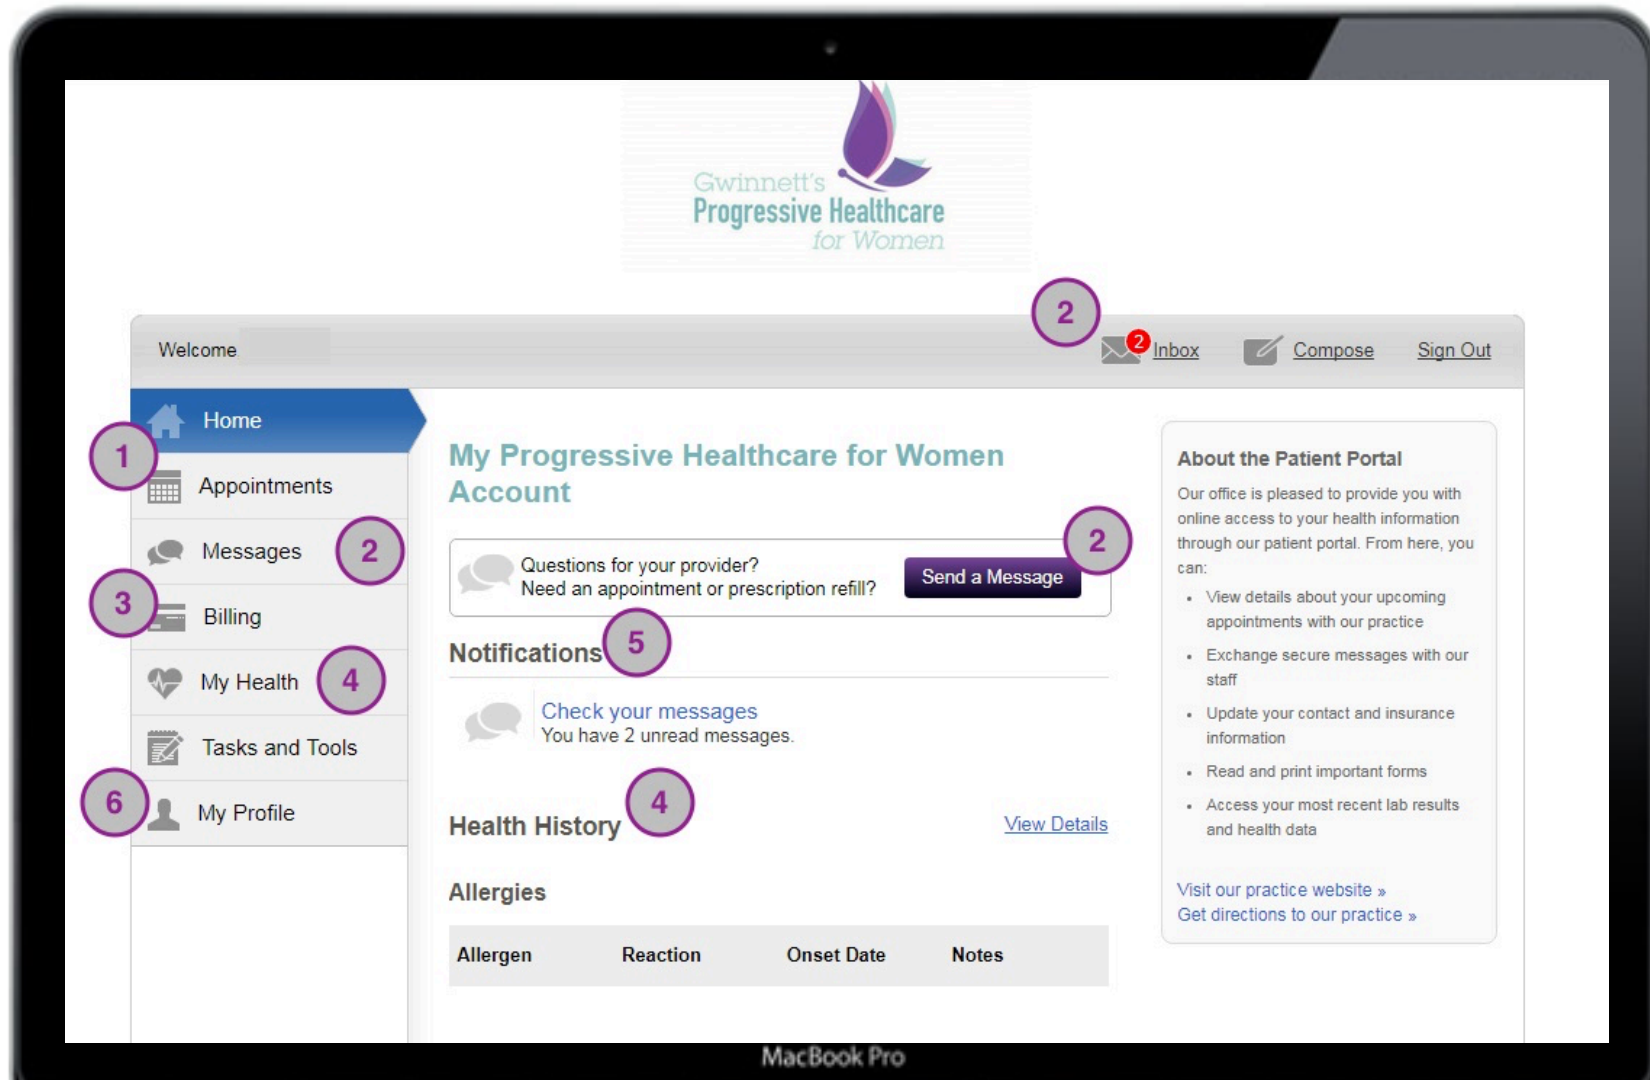 Gwinnett's
Progressive Healthcare
for Women
2
Welcome
2
Inbox
Compose
Sign Out
Home
1
Appointments
Messages
2
3
Billing
My Health
4
Tasks and Tools
6
My Profile
My Progressive Healthcare for Women
Account
Questions for your provider?
Need an appointment or prescription refill?
Send a Message
2
Notifications
5
Check your messages
You have 2 unread messages.
4
Health History
View Details
Allergies
Allergen Reaction Onset Date Notes
About the Patient Portal
Our office is pleased to provide you with
online access to your health information
through our patient portal. From here, you
can:
• View details about your upcoming
appointments with our practice
• Exchange secure messages with our
staff
• Update your contact and insurance
information
• Read and print important forms
• Access your most recent lab results
and health data
Visit our practice website »
Get directions to our practice »
MacBook Pro